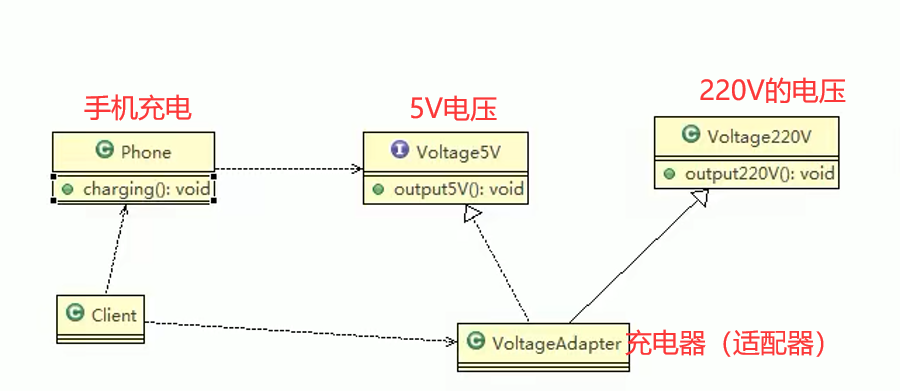 手机充电
5V电压
220V的电压
C Phone
I Voltage5V
C Voltage220V
charging(): void
output5V(): void
output220V(): void
C Client
C VoltageAdapter
充电器（适配器）